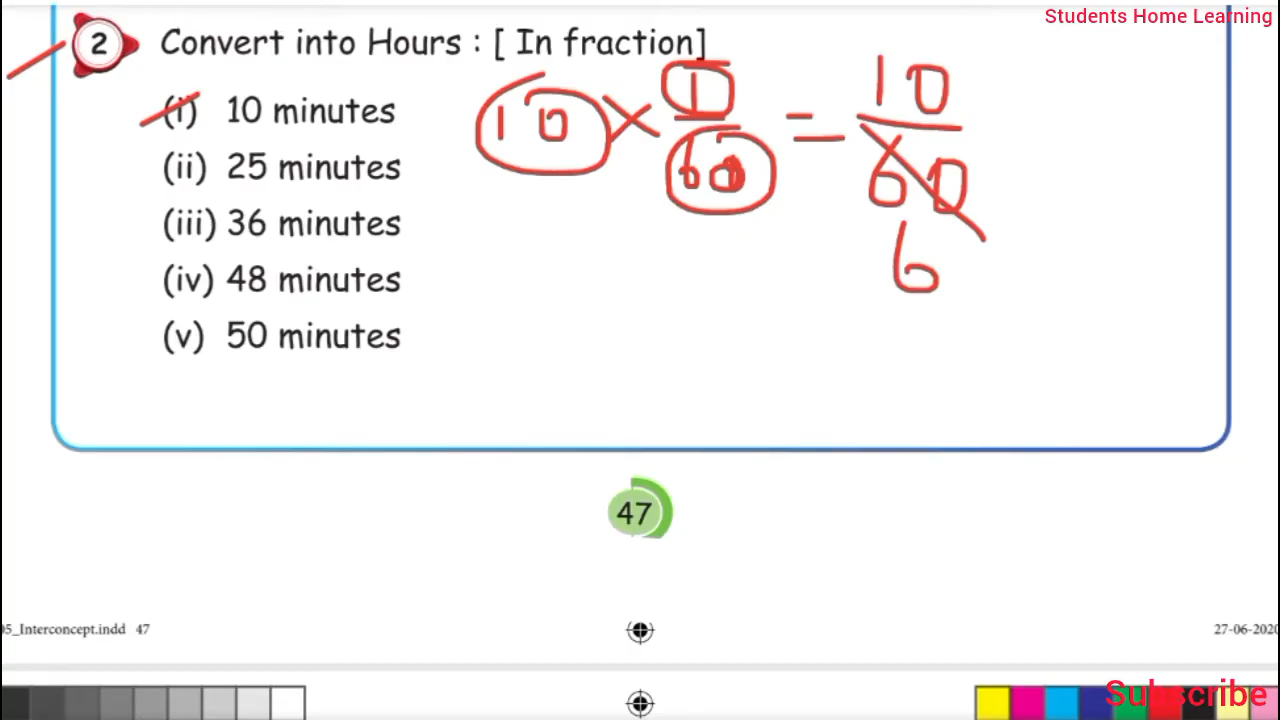 Students Home Learning
2 Convert into Hours : [ In fraction]
(i) 10 minutes
10 × 1/60 = 10/60
6
(ii) 25 minutes
(iii) 36 minutes
(iv) 48 minutes
(v) 50 minutes
47
05_Interconcept.indd 47
27-06-2020
Subscribe